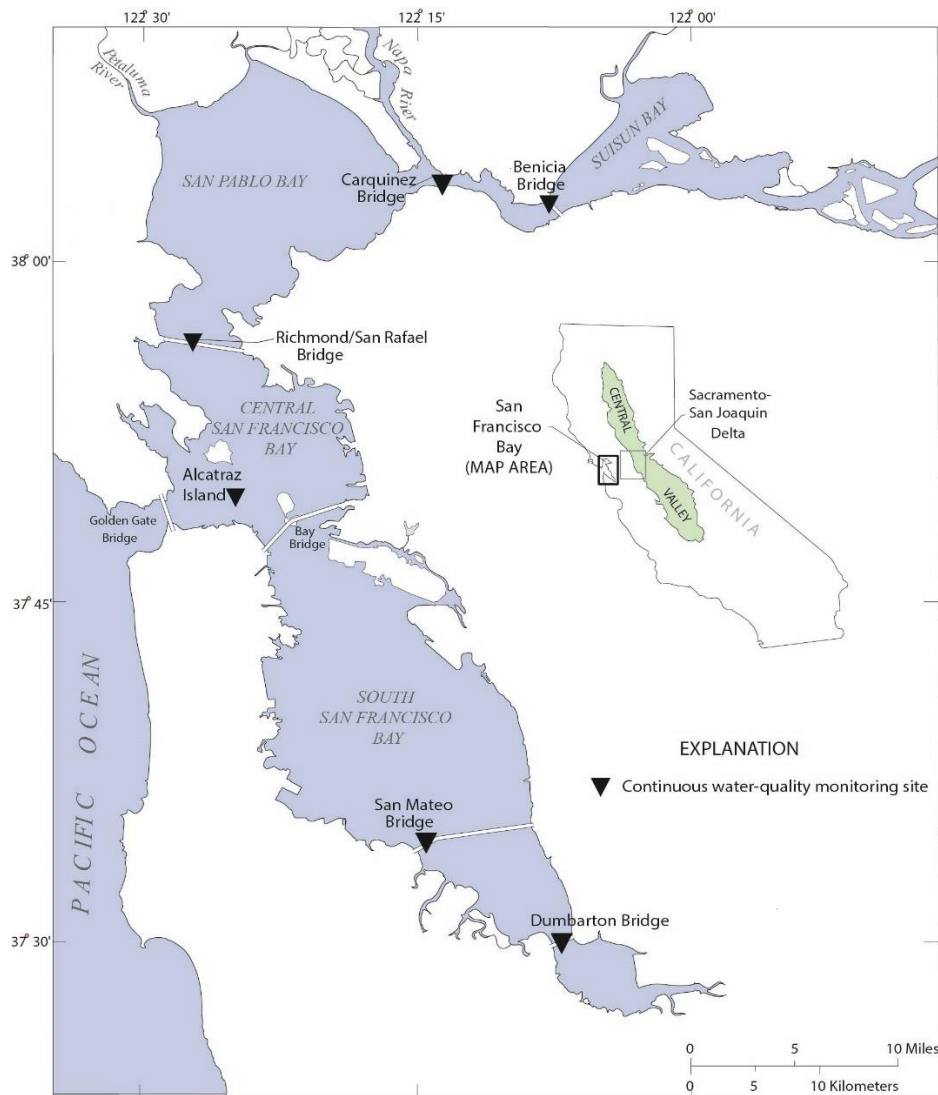 122° 30'
122° 15'
122° 00'
Petaluma
River
Napa
River
SAN PABLO BAY
Carquinez
Bridge
Benicia
Bridge
SUISUN BAY
38° 00'
Richmond/San Rafael
Bridge
CENTRAL
SAN FRANCISCO
BAY
San
Francisco
Bay
(MAP AREA)
CENTRAL
VALLEY
Sacramento-
San Joaquin
Delta
CALIFORNIA
Alcatraz
Island
Golden Gate
Bridge
Bay
Bridge
37° 45'
PACIFIC OCEAN
SOUTH
SAN FRANCISCO
BAY
EXPLANATION
Continuous water-quality monitoring site
San Mateo
Bridge
Dumbarton Bridge
37° 30'
0 5 10 Miles
0 5 10 Kilometers